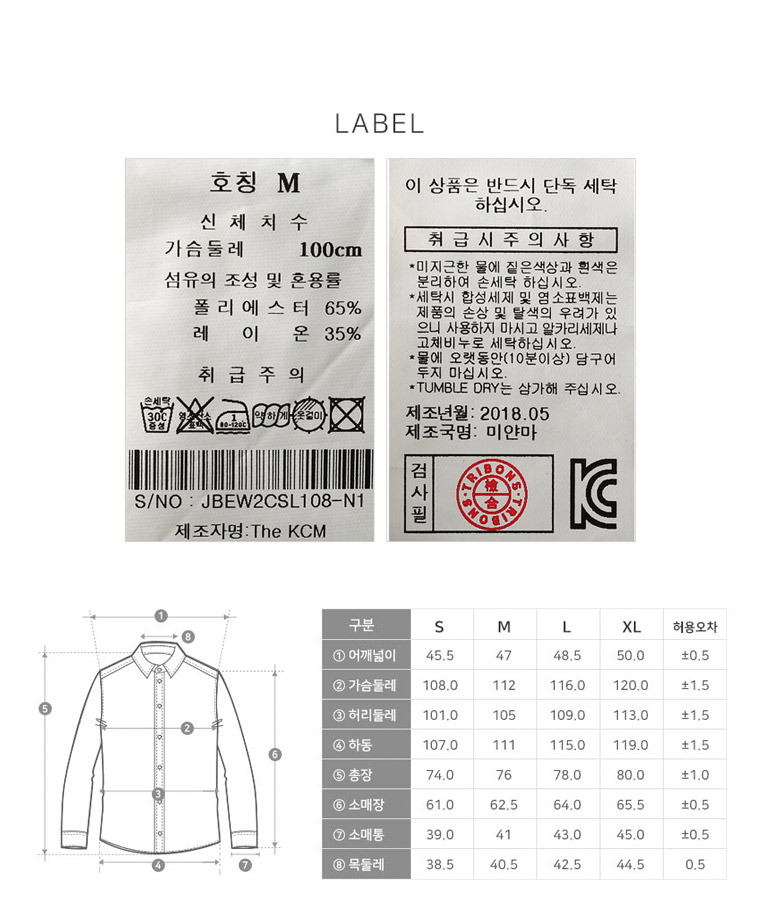 LABEL
호칭 M
신체치수
가슴둘레 100cm
섬유의 조성 및 혼용률
폴리에스터 65%
레이온 35%
취급주의
손세탁
30℃
중성
염소산소
표백
1
80-120℃
약하게
옷걸이
S/NO : JBEW2CSL108-N1
제조자명:The KCM
이 상품은 반드시 단독 세탁
하십시오.
취급시주의사항
*미지근한 물에 짙은색상과 흰색은
분리하여 손세탁 하십시오.
*세탁시 합성세제 및 염소표백제는
제품의 손상 및 탈색의 우려가 있
으니 사용하지 마시고 알카리세제나
고체비누로 세탁하십시오.
*물에 오랫동안(10분이상) 담구어
두지 마십시오.
*TUMBLE DRY는 삼가해 주십시오.
제조년월: 2018.05
제조국명: 미얀마
검사필
TRIBONS·TRIBONS·
檢合
KC
1
8
5
2
6
3
4
7
구분 S M L XL 허용오차
① 어깨넓이 45.5 47 48.5 50.0 ±0.5
② 가슴둘레 108.0 112 116.0 120.0 ±1.5
③ 허리둘레 101.0 105 109.0 113.0 ±1.5
④ 하동 107.0 111 115.0 119.0 ±1.5
⑤ 총장 74.0 76 78.0 80.0 ±1.0
⑥ 소매장 61.0 62.5 64.0 65.5 ±0.5
⑦ 소매통 39.0 41 43.0 45.0 ±0.5
⑧ 목둘레 38.5 40.5 42.5 44.5 0.5